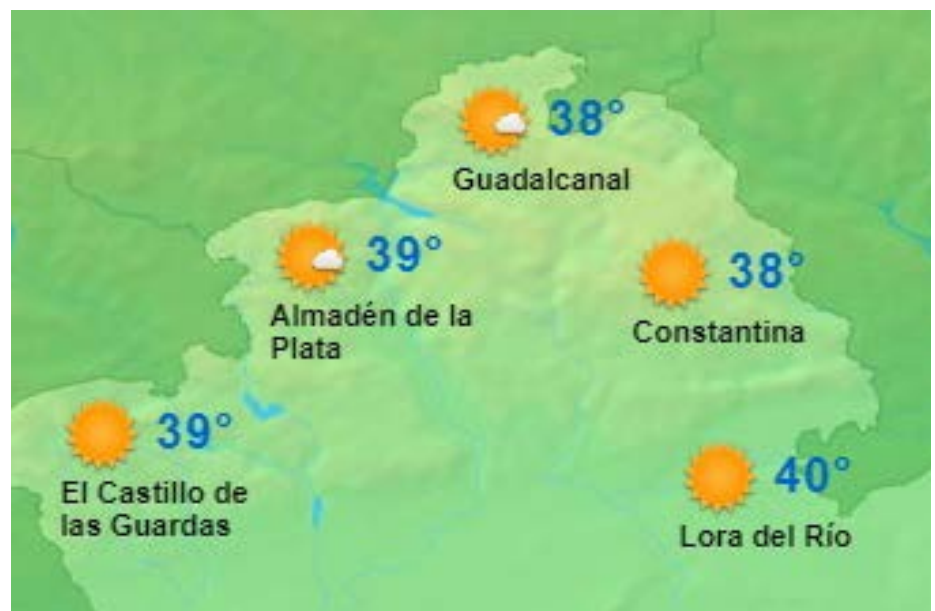 38°
Guadalcanal
39°
Almadén de la
Plata
38°
Constantina
39°
El Castillo de
las Guardas
40°
Lora del Río